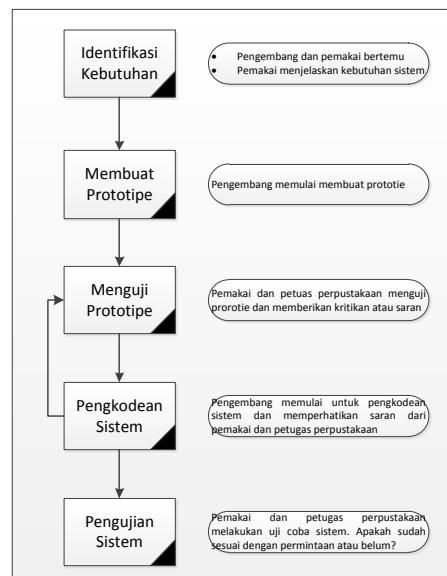 Identifikasi
Kebutuhan
• Pengembang dan pemakai bertemu
• Pemakai menjelaskan kebutuhan sistem
Membuat
Prototipe
Pengembang memulai membuat prototie
Menguji
Prototipe
Pemakai dan petuas perpustakaan menguji
prorotie dan memberikan kritikan atau saran
Pengkodean
Sistem
Pengembang memulai untuk pengkodean
sistem dan memperhatikan saran dari
pemakai dan petugas perpustakaan
Pengujian
Sistem
Pemakai dan petugas perpustakaan
melakukan uji coba sistem. Apakah sudah
sesuai dengan permintaan atau belum?